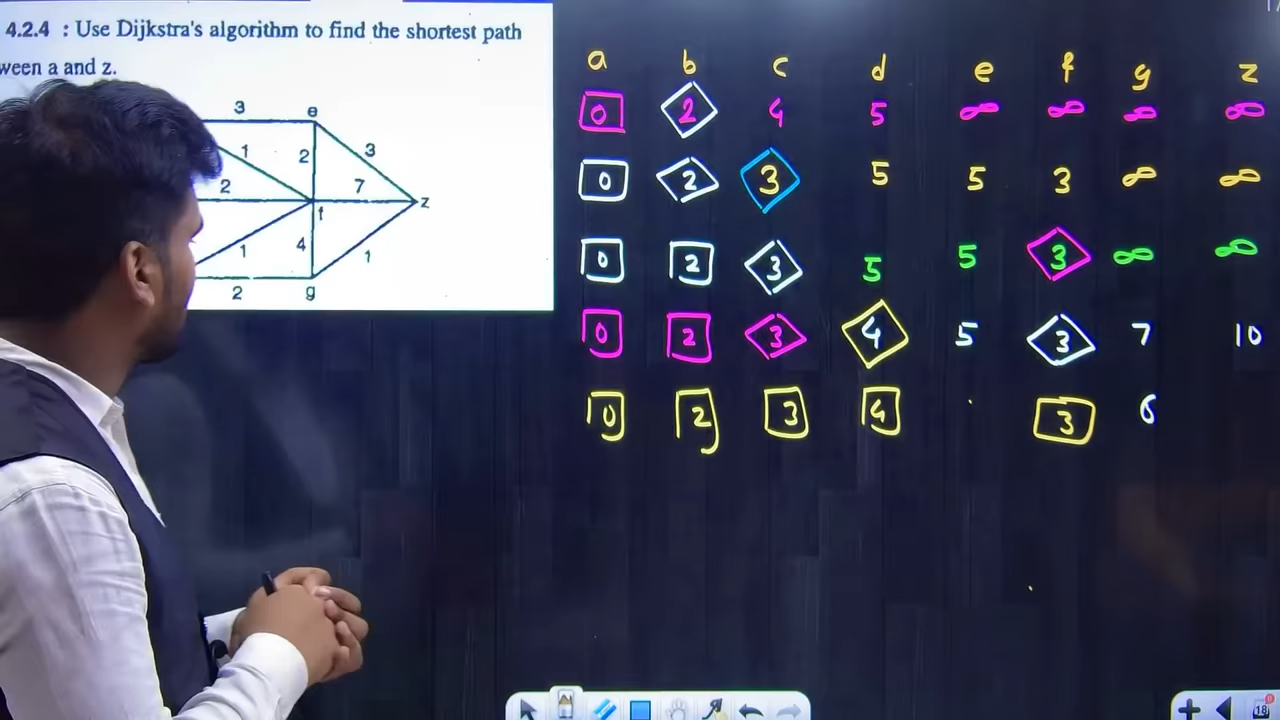 4.2.4 : Use Dijkstra's algorithm to find the shortest path
ween a and z.
3 e
1 2 3
2 7
f z
1 4 1
2 g
a b c d e f g z
0 2 4 5 ∞ ∞ ∞ ∞
0 2 3 5 5 3 ∞ ∞
0 2 3 5 5 3 ∞ ∞
0 2 3 4 5 3 7 10
0 2 3 4 3 6
18